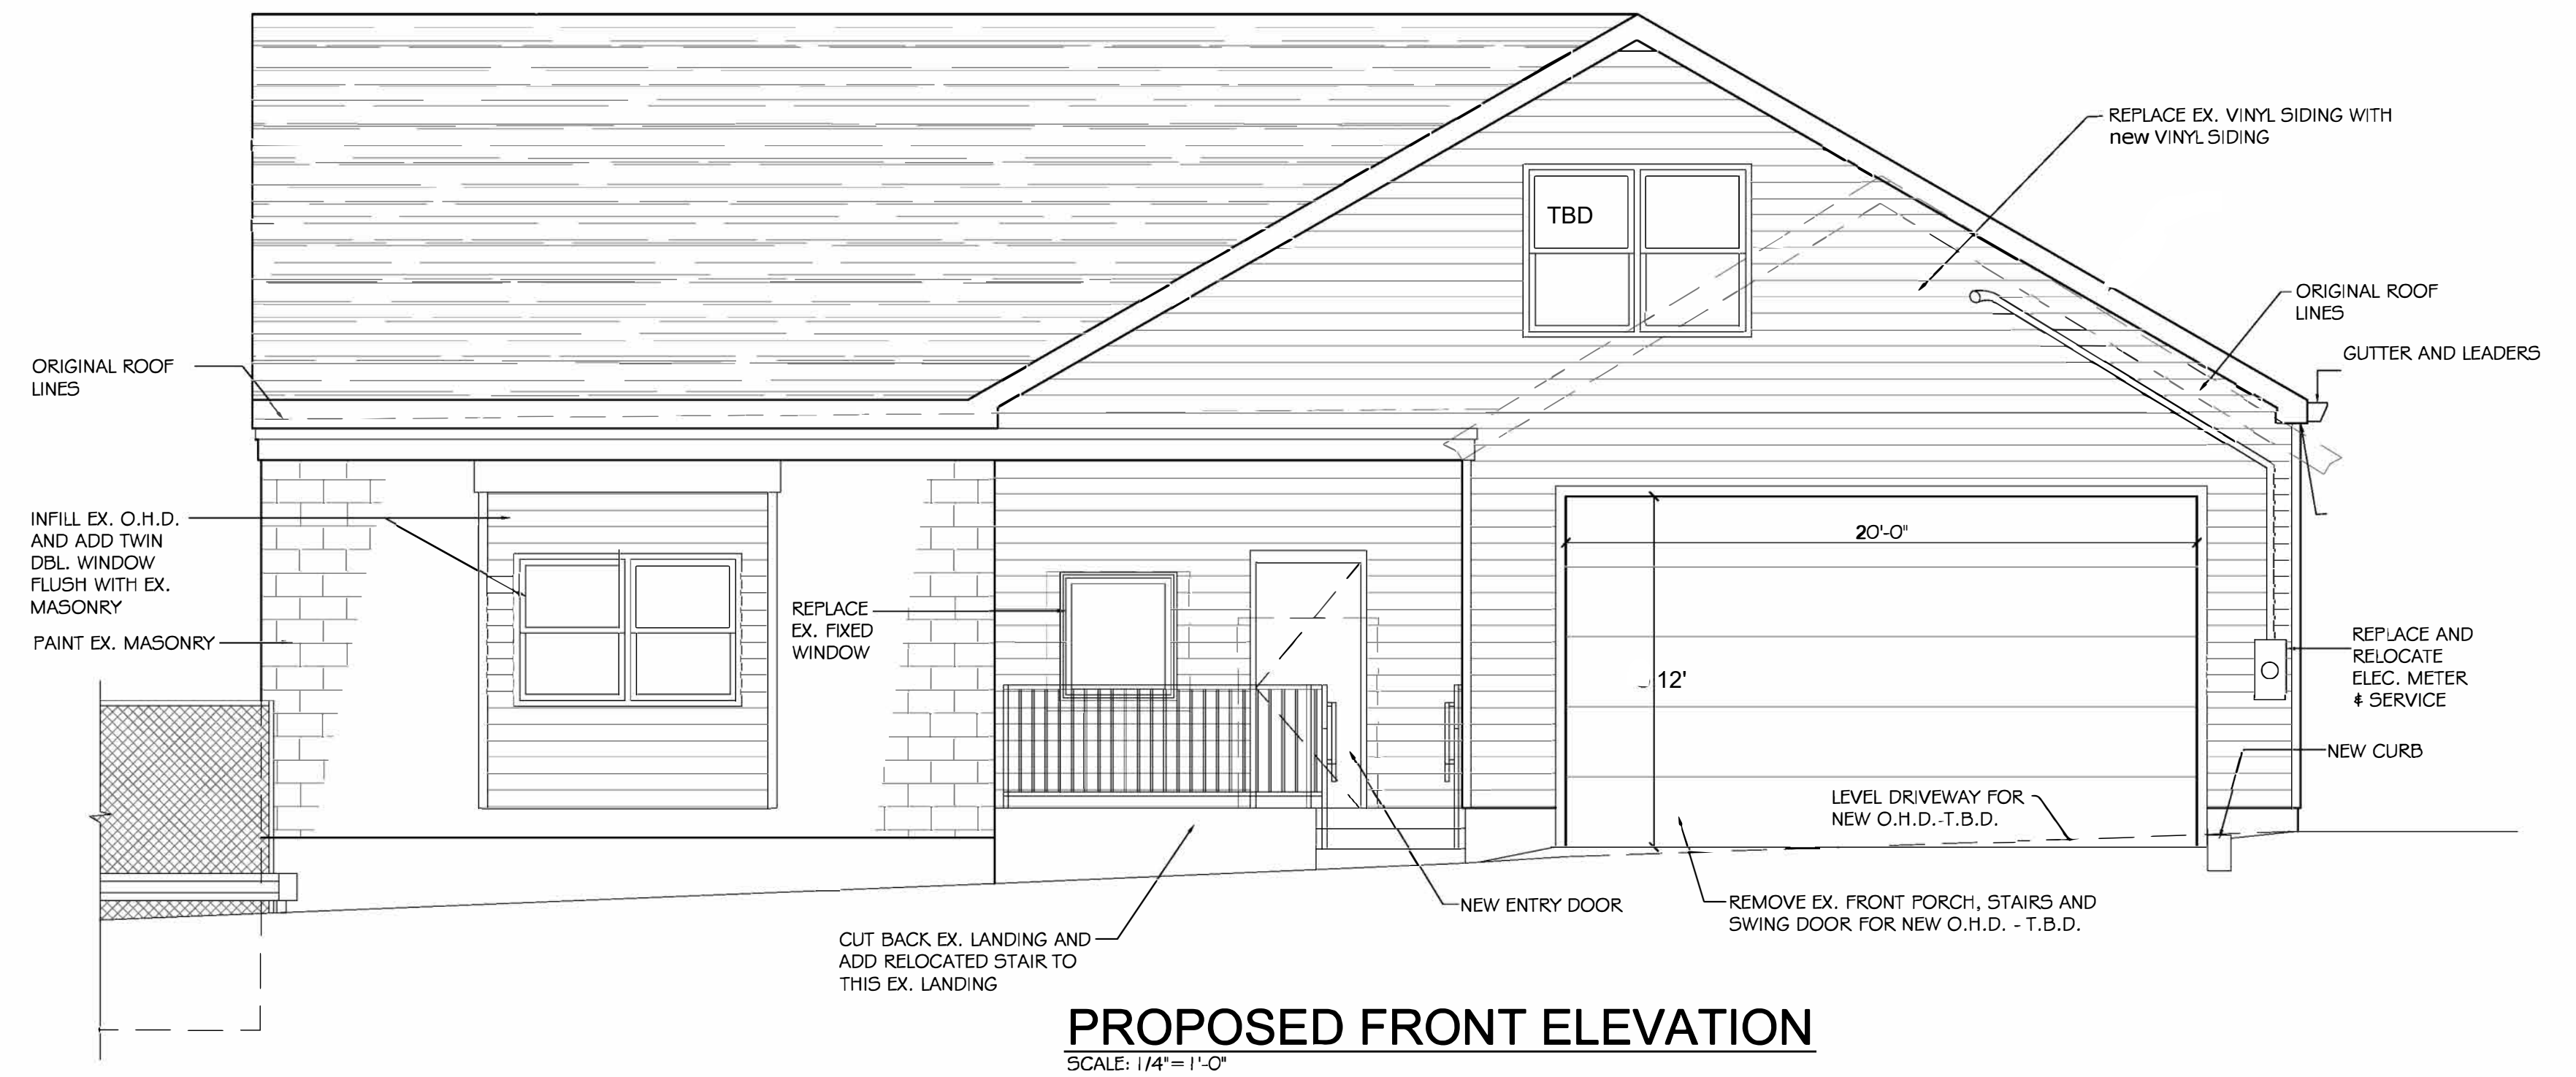 REPLACE EX. VINYL SIDING WITH
new VINYL SIDING
TBD
ORIGINAL ROOF
LINES
GUTTER AND LEADERS
ORIGINAL ROOF
LINES
INFILL EX. O.H.D.
AND ADD TWIN
DBL. WINDOW
FLUSH WITH EX.
MASONRY
PAINT EX. MASONRY
REPLACE
EX. FIXED
WINDOW
20'-0"
12'
REPLACE AND
RELOCATE
ELEC. METER
& SERVICE
NEW CURB
LEVEL DRIVEWAY FOR
NEW O.H.D.-T.B.D.
NEW ENTRY DOOR
REMOVE EX. FRONT PORCH, STAIRS AND
SWING DOOR FOR NEW O.H.D. - T.B.D.
CUT BACK EX. LANDING AND
ADD RELOCATED STAIR TO
THIS EX. LANDING
PROPOSED FRONT ELEVATION
SCALE: 1/4"= 1'-0"